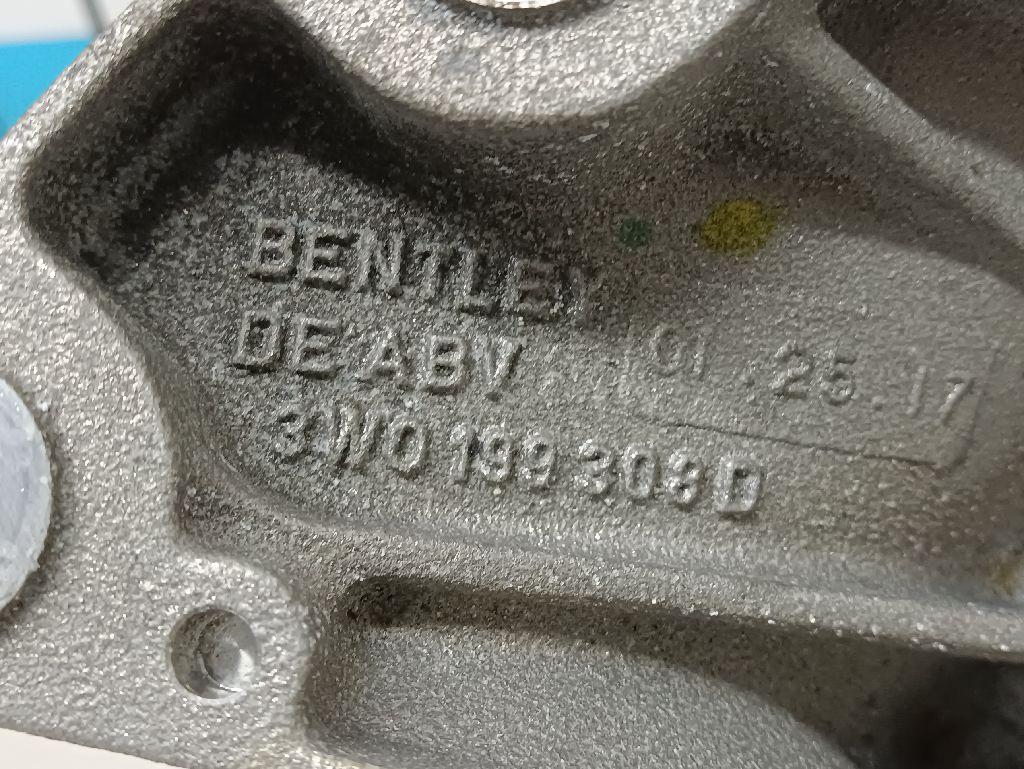 BENTLEY
DE ABV
01.25.17
3W0 199 308 D